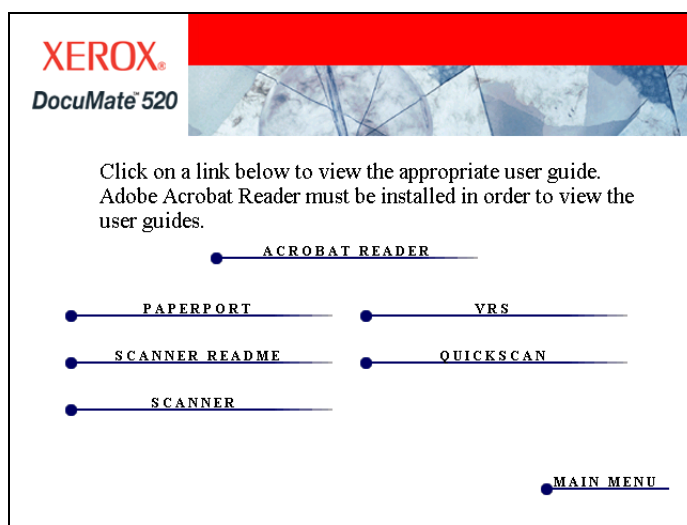 XEROX®
DocuMate™ 520
Click on a link below to view the appropriate user guide.
Adobe Acrobat Reader must be installed in order to view the
user guides.
ACROBAT READER
PAPERPORT
VRS
SCANNER README
QUICKSCAN
SCANNER
MAIN MENU